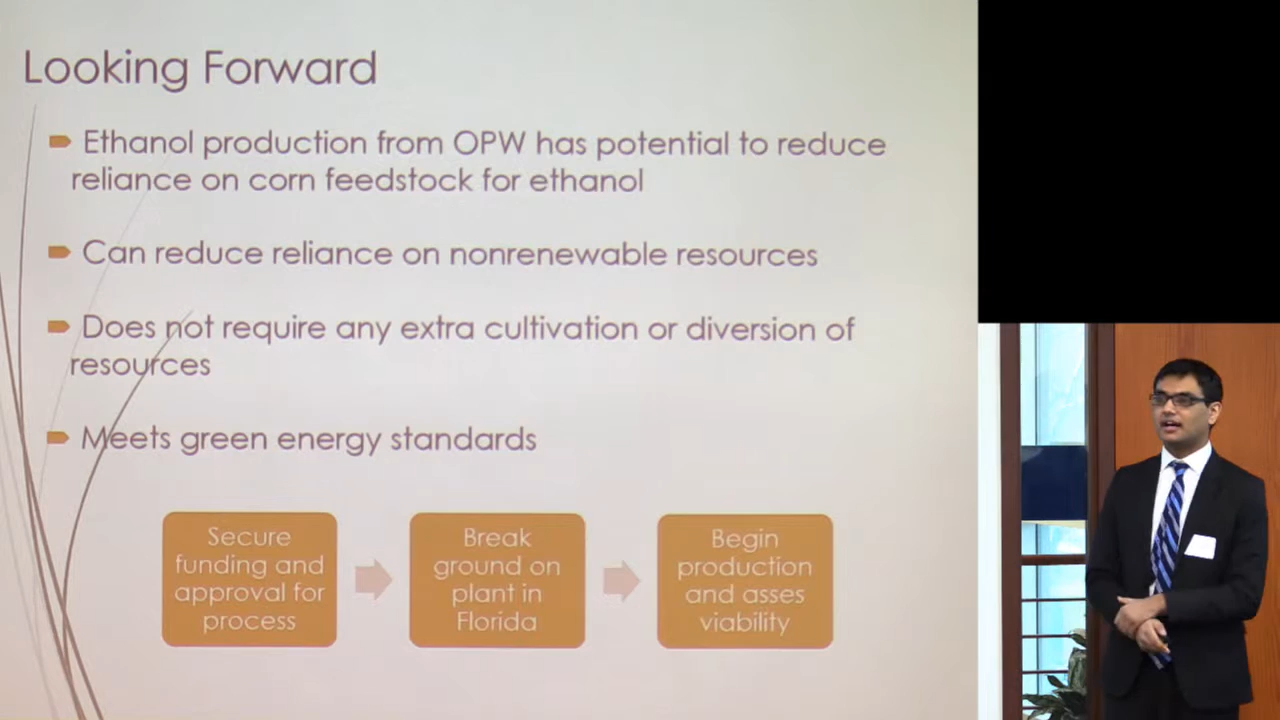 Looking Forward
Ethanol production from OPW has potential to reduce
reliance on corn feedstock for ethanol
Can reduce reliance on nonrenewable resources
Does not require any extra cultivation or diversion of
resources
Meets green energy standards
Secure
funding and
approval for
process
Break
ground on
plant in
Florida
Begin
production
and asses
viability